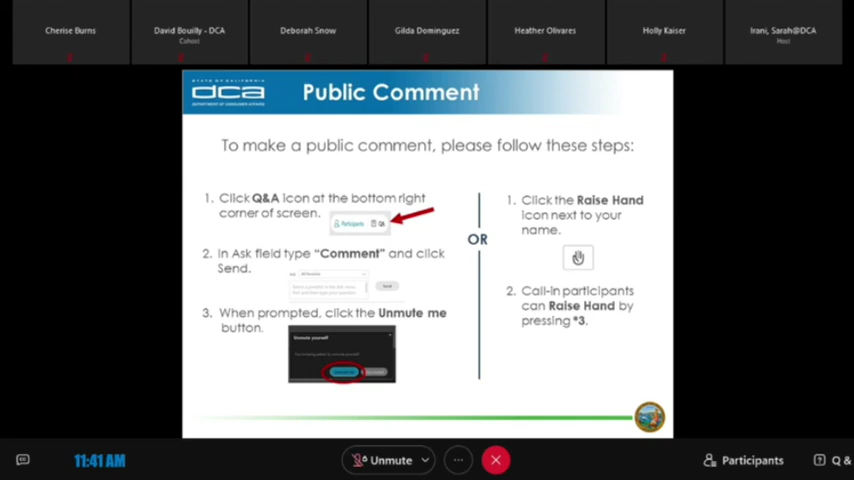 Cherise Burns
David Bouilly - DCA
Cohost
Deborah Snow
Gilda Dominguez
Heather Olivares
Holly Kaiser
Irani, Sarah@DCA
Host
STATE OF CALIFORNIA
dca
DEPARTMENT OF CONSUMER AFFAIRS
Public Comment
To make a public comment, please follow these steps:
1. Click Q&A icon at the bottom right
corner of screen.
Participants
Q&A
2. In Ask field type “Comment” and click
Send.
Send
3. When prompted, click the Unmute me
button.
Unmute yourself
OR
1. Click the Raise Hand
icon next to your
name.
2. Call-in participants
can Raise Hand by
pressing *3.
11:41 AM
Unmute
Participants
Q &